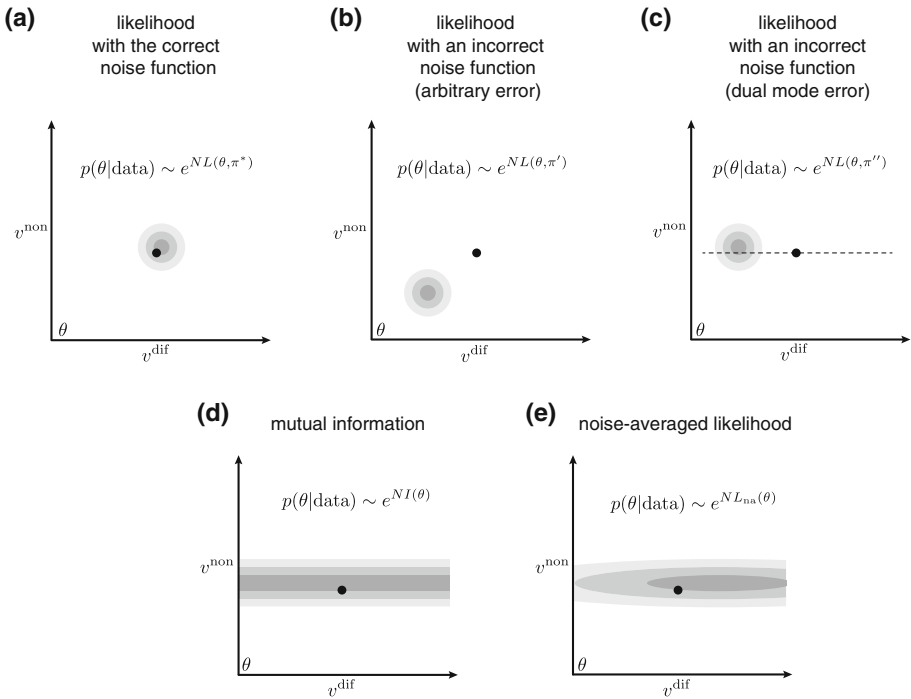 (a) likelihood
with the correct
noise function
p(θ|data) ∼ e^{NL(θ,π*)}
v^{non}
θ
v^{dif}
(b) likelihood
with an incorrect
noise function
(arbitrary error)
p(θ|data) ∼ e^{NL(θ,π′)}
v^{non}
θ
v^{dif}
(c) likelihood
with an incorrect
noise function
(dual mode error)
p(θ|data) ∼ e^{NL(θ,π′′)}
v^{non}
θ
v^{dif}
(d) mutual information
p(θ|data) ∼ e^{NI(θ)}
v^{non}
θ
v^{dif}
(e) noise-averaged likelihood
p(θ|data) ∼ e^{NL_{na}(θ)}
v^{non}
θ
v^{dif}